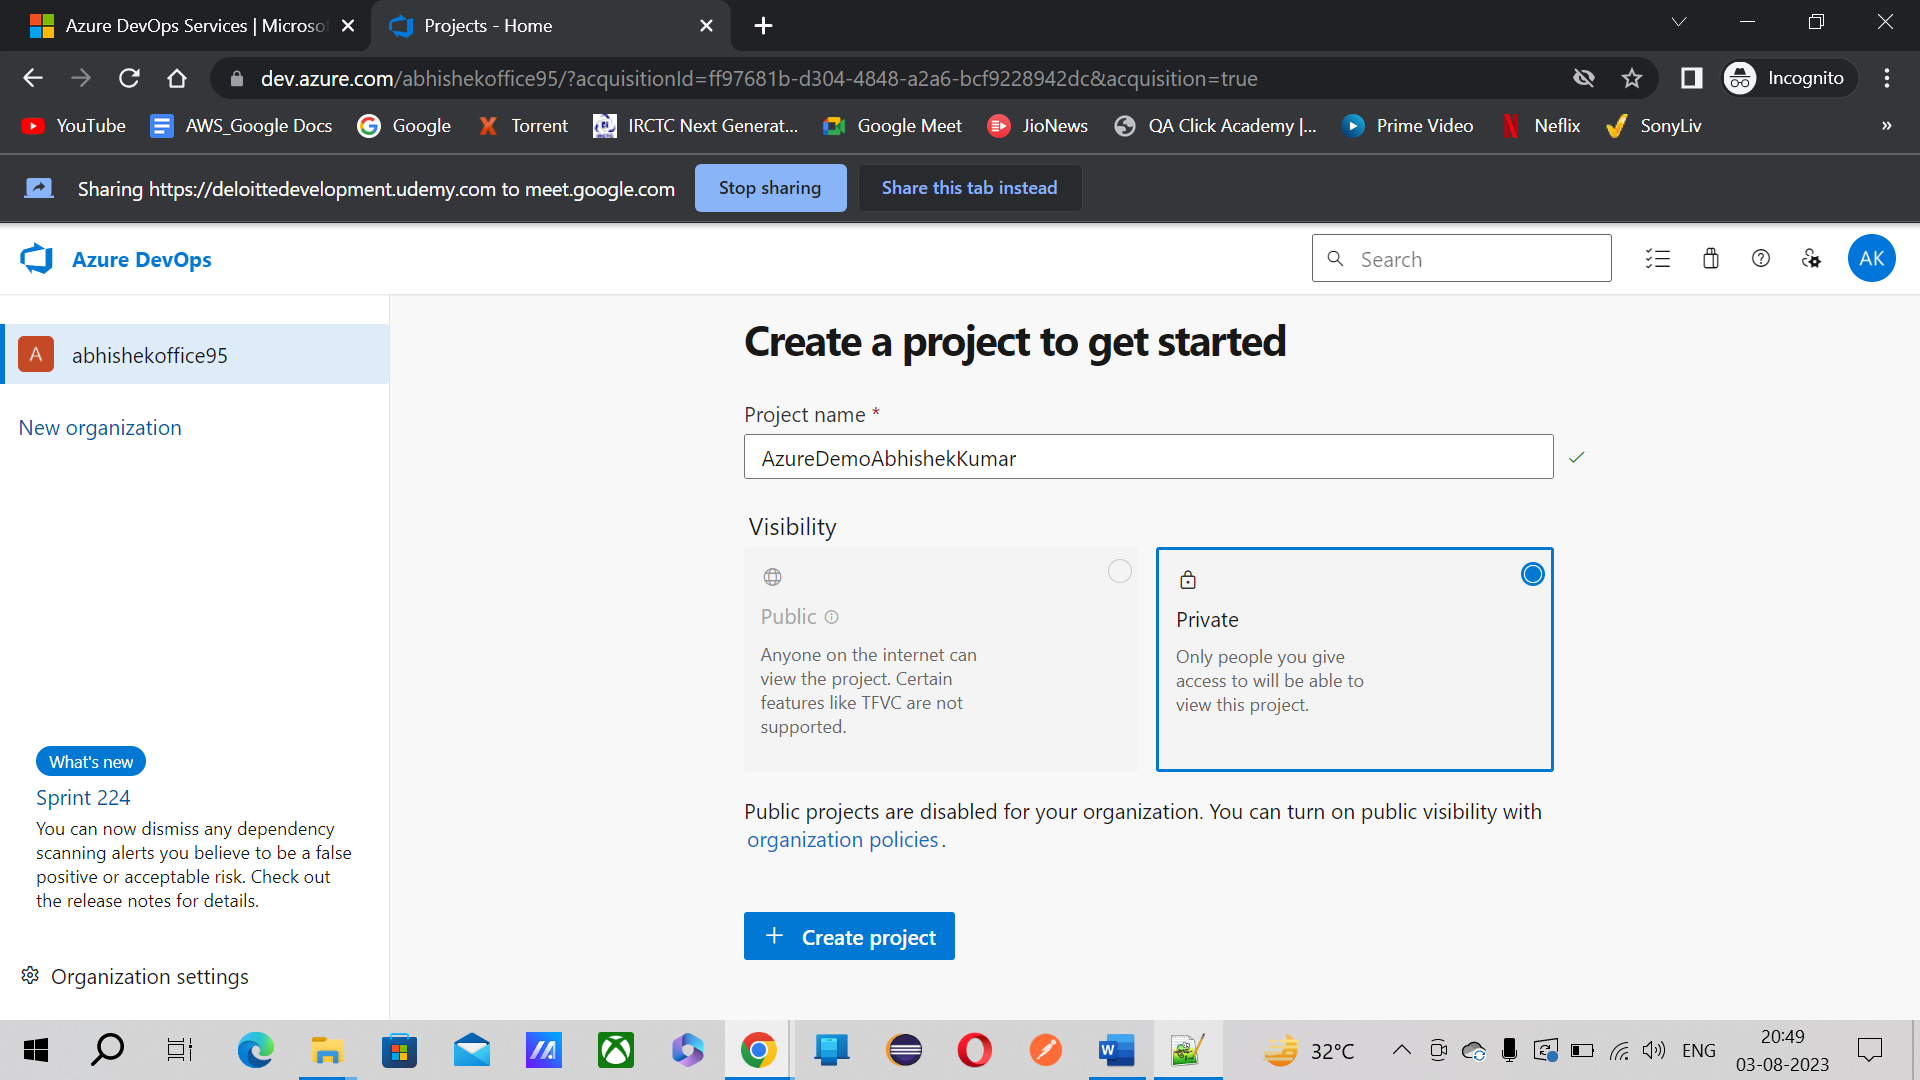 Azure DevOps Services | Microso
Projects - Home
dev.azure.com/abhishekoffice95/?acquisitionId=ff97681b-d304-4848-a2a6-bcf9228942dc&acquisition=true
Incognito
YouTube
AWS_Google Docs
Google
Torrent
IRCTC Next Generat...
Google Meet
JioNews
QA Click Academy |...
Prime Video
Neflix
SonyLiv
»
Sharing https://deloittedevelopment.udemy.com to meet.google.com
Stop sharing
Share this tab instead
Azure DevOps
Search
AK
A
abhishekoffice95
New organization
What's new
Sprint 224
You can now dismiss any dependency
scanning alerts you believe to be a false
positive or acceptable risk. Check out
the release notes for details.
Organization settings
Create a project to get started
Project name *
AzureDemoAbhishekKumar
Visibility
Public
Anyone on the internet can
view the project. Certain
features like TFVC are not
supported.
Private
Only people you give
access to will be able to
view this project.
Public projects are disabled for your organization. You can turn on public visibility with
organization policies.
+ Create project
32°C
ENG
20:49
03-08-2023